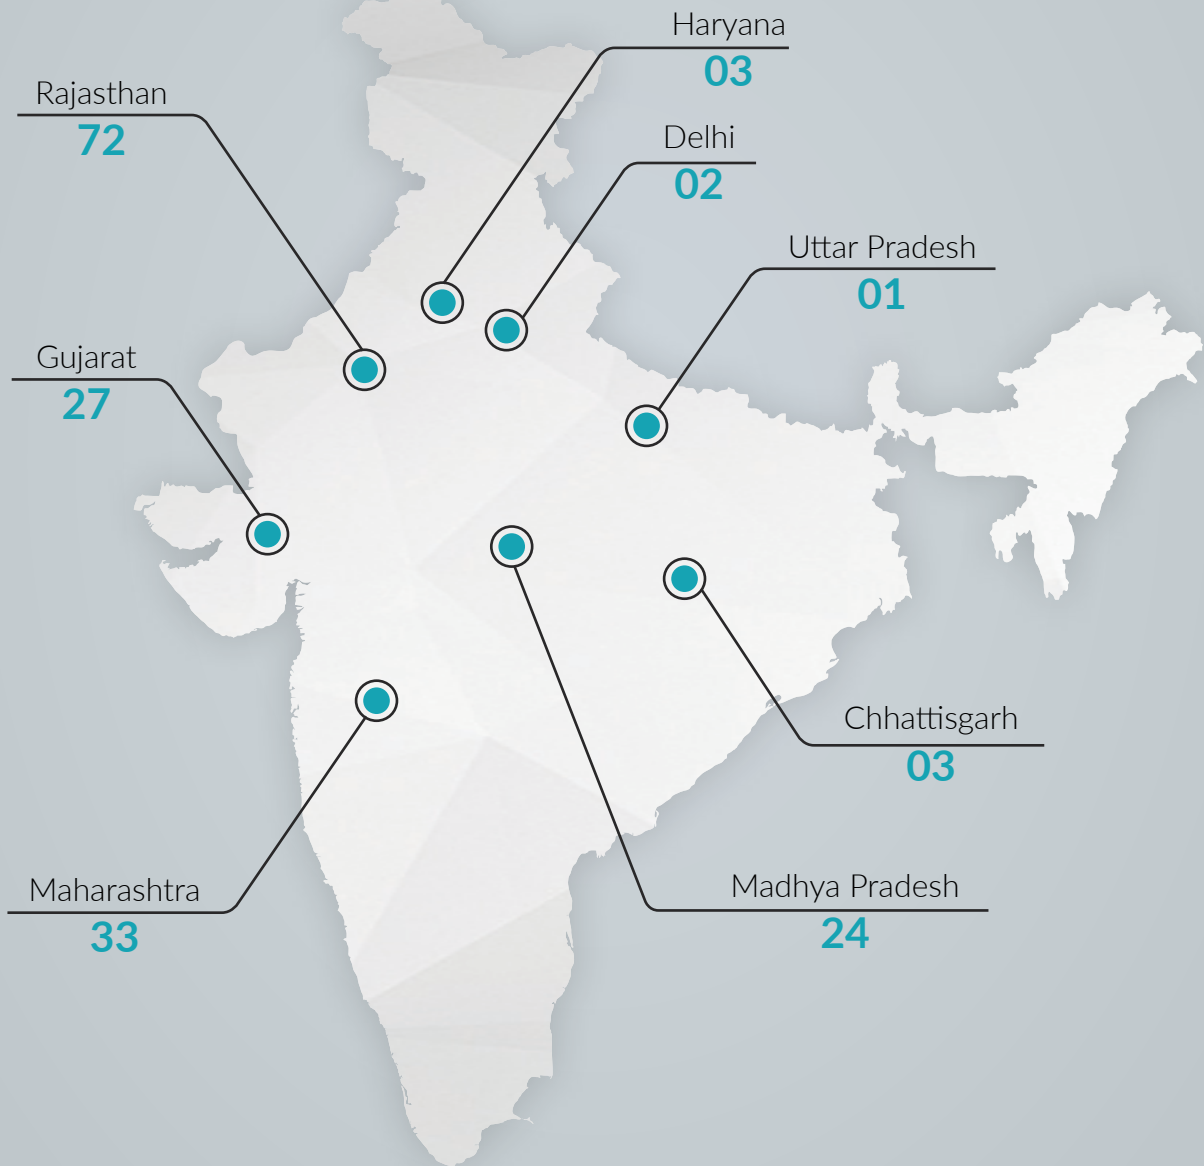 Haryana
03
Rajasthan
72
Delhi
02
Uttar Pradesh
01
Gujarat
27
Chhattisgarh
03
Maharashtra
33
Madhya Pradesh
24